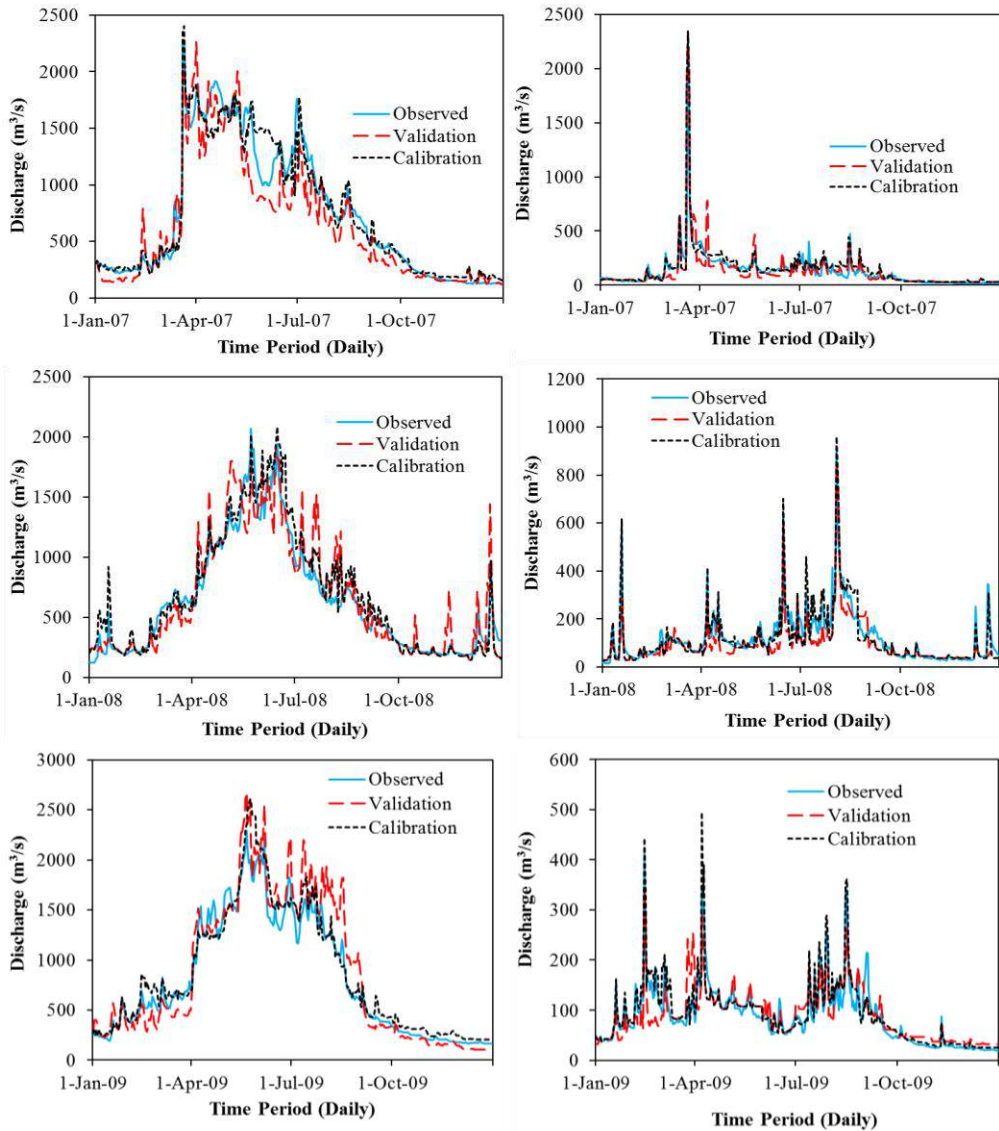 2500
2000
1500
1000
500
0
Discharge (m³/s)
Observed
Validation
Calibration
1-Jan-07 1-Apr-07 1-Jul-07 1-Oct-07
Time Period (Daily)
2500
2000
1500
1000
500
0
Discharge (m³/s)
Observed
Validation
Calibration
1-Jan-07 1-Apr-07 1-Jul-07 1-Oct-07
Time Period (Daily)
2500
2000
1500
1000
500
0
Discharge (m³/s)
Observed
Validation
Calibration
1-Jan-08 1-Apr-08 1-Jul-08 1-Oct-08
Time Period (Daily)
1200
1000
800
600
400
200
0
Discharge (m³/s)
Observed
Validation
Calibration
1-Jan-08 1-Apr-08 1-Jul-08 1-Oct-08
Time Period (Daily)
3000
2500
2000
1500
1000
500
0
Discharge (m³/s)
Observed
Validation
Calibration
1-Jan-09 1-Apr-09 1-Jul-09 1-Oct-09
Time Period (Daily)
600
500
400
300
200
100
0
Discharge (m³/s)
Observed
Validation
Calibration
1-Jan-09 1-Apr-09 1-Jul-09 1-Oct-09
Time Period (Daily)